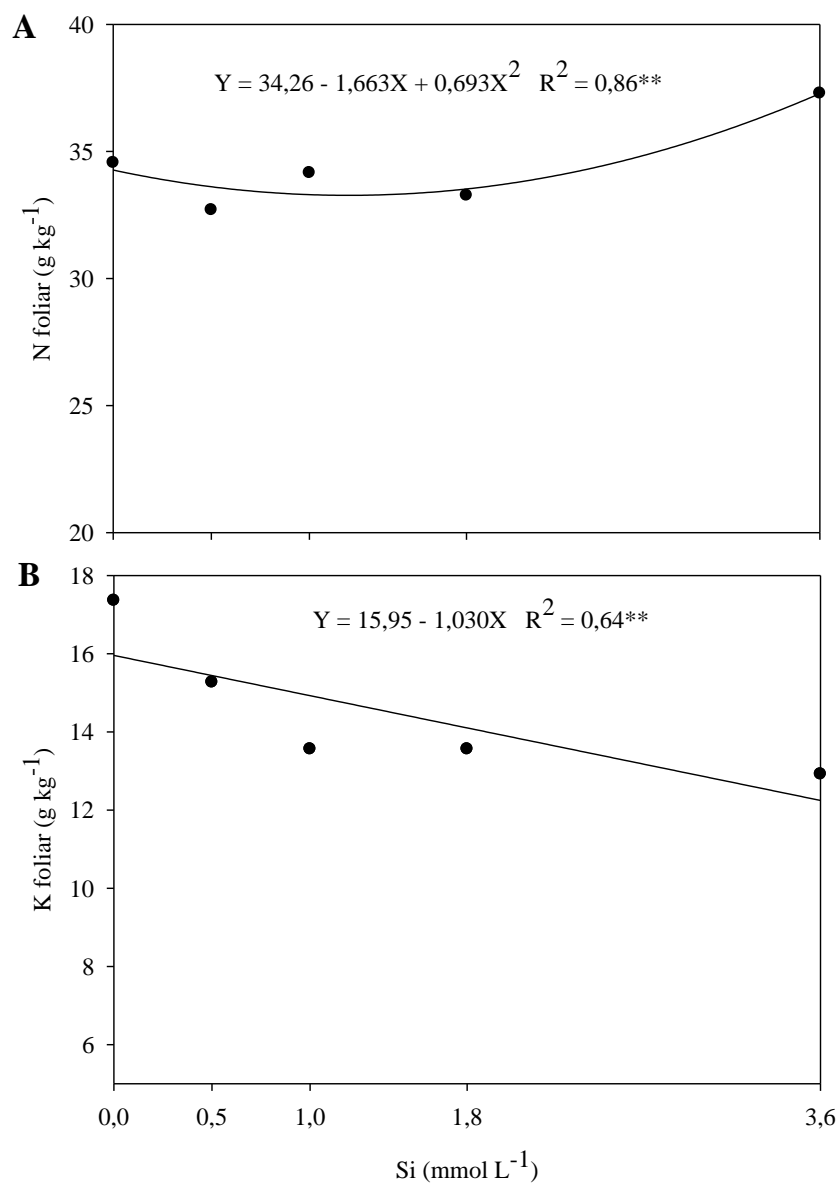 A
40
Y = 34,26 - 1,663X + 0,693X² R² = 0,86**
35
30
25
20
N foliar (g kg⁻¹)
B
18
Y = 15,95 - 1,030X R² = 0,64**
16
14
12
10
8
6
K foliar (g kg⁻¹)
0,0 0,5 1,0 1,8 3,6
Si (mmol L⁻¹)